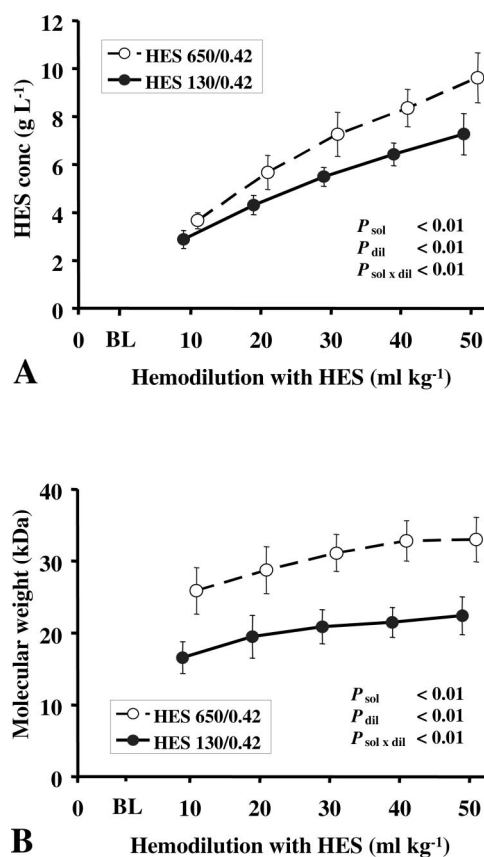 12
10
8
6
4
2
0
HES conc (g L-1)
HES 650/0.42
HES 130/0.42
P sol < 0.01
P dil < 0.01
P sol x dil < 0.01
0 BL 10 20 30 40 50
A Hemodilution with HES (ml kg-1)
40
30
20
10
0
Molecular weight (kDa)
HES 650/0.42
HES 130/0.42
P sol < 0.01
P dil < 0.01
P sol x dil < 0.01
0 BL 10 20 30 40 50
B Hemodilution with HES (ml kg-1)